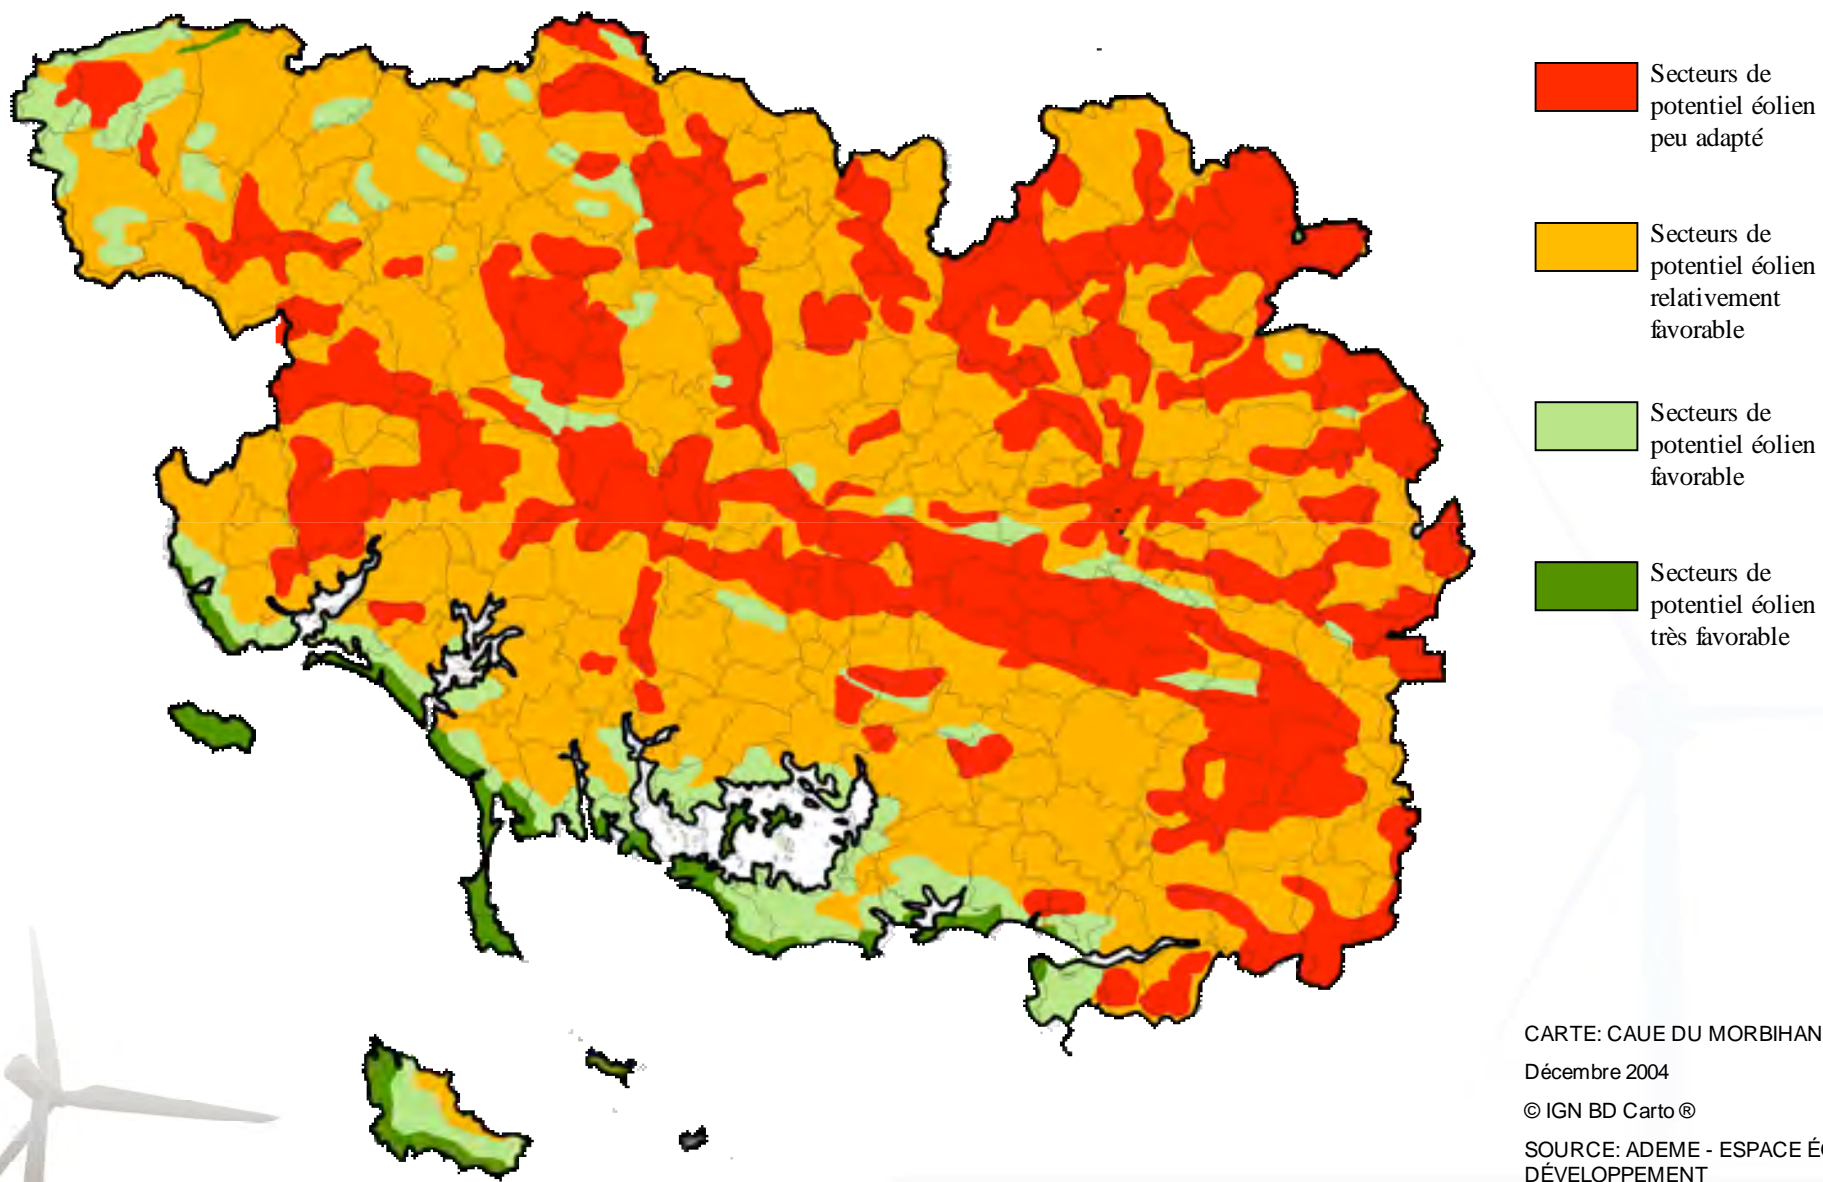 Secteurs de
potentiel éolien
peu adapté
Secteurs de
potentiel éolien
relativement
favorable
Secteurs de
potentiel éolien
favorable
Secteurs de
potentiel éolien
très favorable
CARTE: CAUE DU MORBIHAN
Décembre 2004
© IGN BD Carto ®
SOURCE: ADEME - ESPACE
DÉVELOPPEMENT